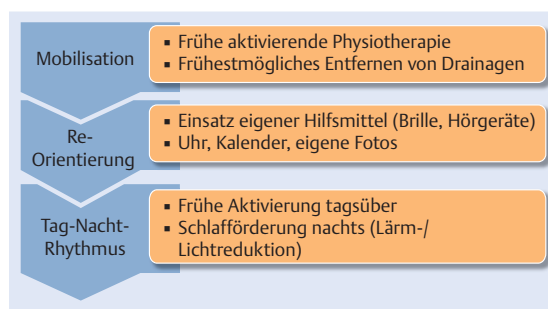 Mobilisation
▪ Frühe aktivierende Physiotherapie
▪ Frühestmögliches Entfernen von Drainagen
Re-
Orientierung
▪ Einsatz eigener Hilfsmittel (Brille, Hörgeräte)
▪ Uhr, Kalender, eigene Fotos
Tag-Nacht-
Rhythmus
▪ Frühe Aktivierung tagsüber
▪ Schlafförderung nachts (Lärm-/
Lichtreduktion)